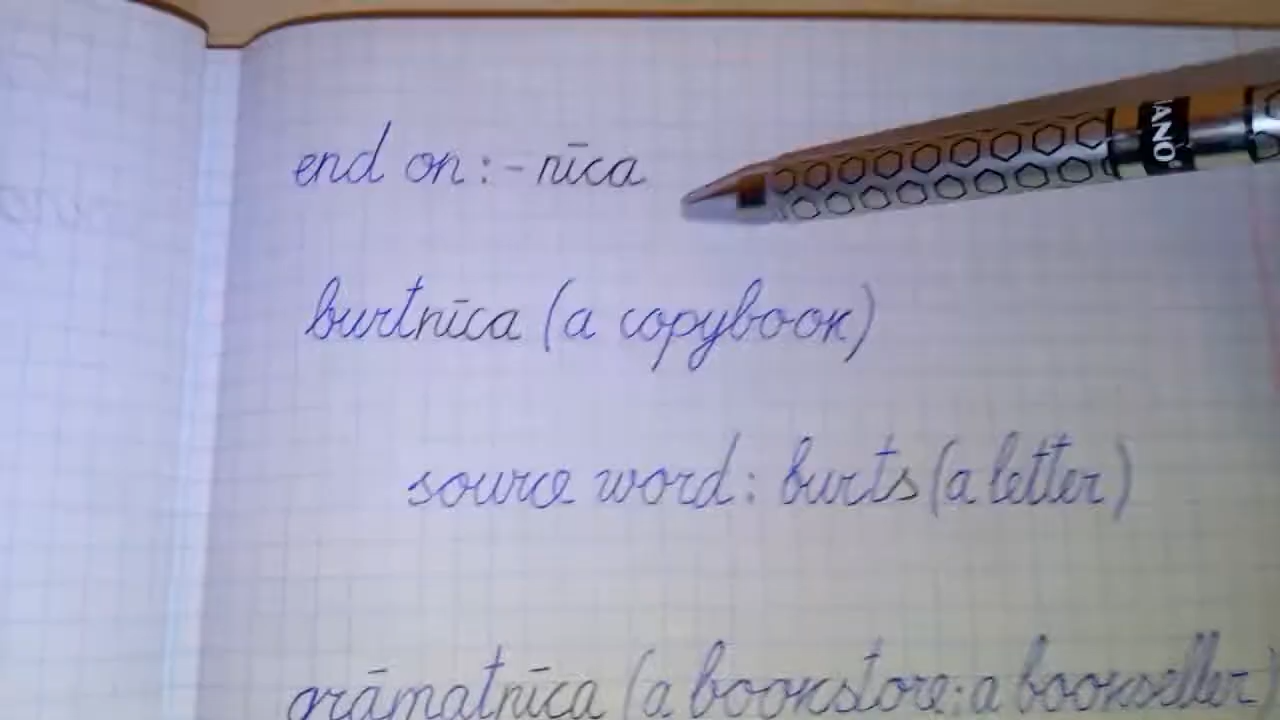 end on: -nīca
burtnīca (a copybook)
source word: burts (a letter)
grāmatnīca (a bookstore; a bookseller)